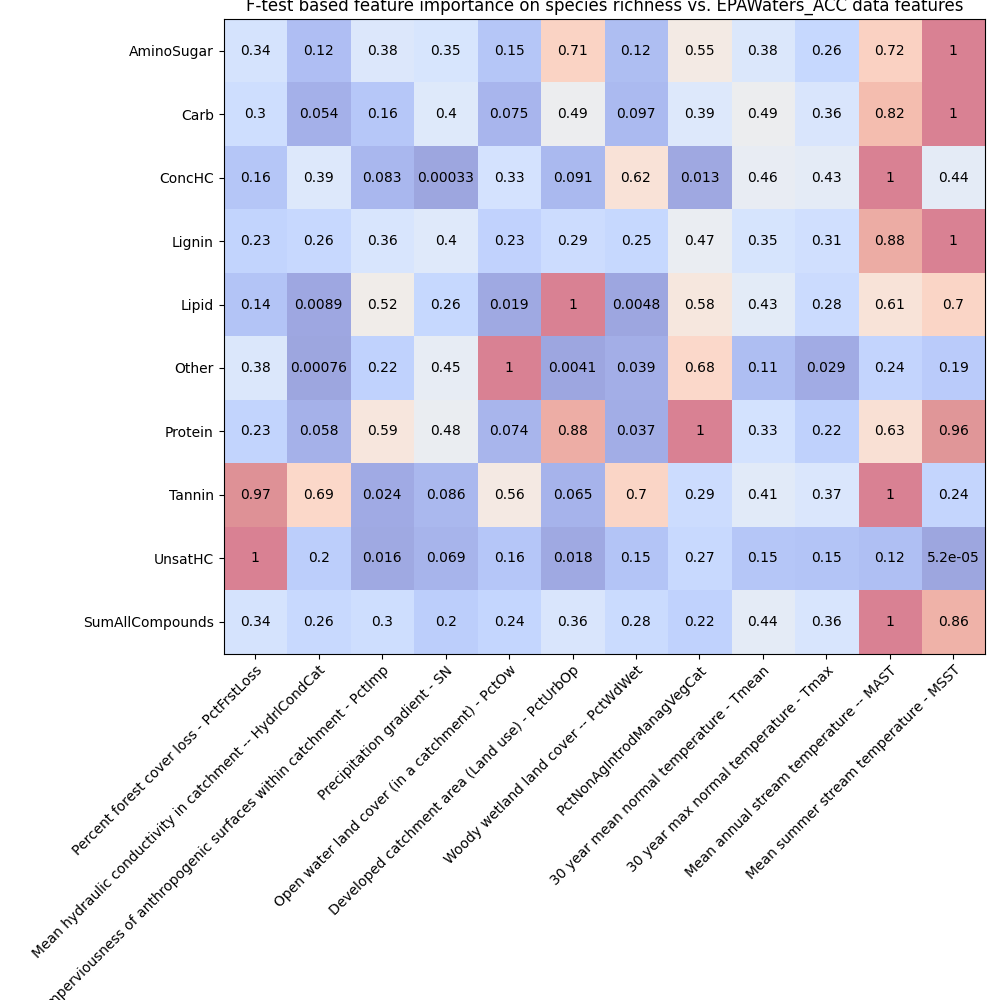 F-test based feature importance on species richness vs. EPAWaters_ACC data features
AminoSugar 0.34 0.12 0.38 0.35 0.15 0.71 0.12 0.55 0.38 0.26 0.72 1
Carb 0.3 0.054 0.16 0.4 0.075 0.49 0.097 0.39 0.49 0.36 0.82 1
ConcHC 0.16 0.39 0.083 0.00033 0.33 0.091 0.62 0.013 0.46 0.43 1 0.44
Lignin 0.23 0.26 0.36 0.4 0.23 0.29 0.25 0.47 0.35 0.31 0.88 1
Lipid 0.14 0.0089 0.52 0.26 0.019 1 0.0048 0.58 0.43 0.28 0.61 0.7
Other 0.38 0.00076 0.22 0.45 1 0.0041 0.039 0.68 0.11 0.029 0.24 0.19
Protein 0.23 0.058 0.59 0.48 0.074 0.88 0.037 1 0.33 0.22 0.63 0.96
Tannin 0.97 0.69 0.024 0.086 0.56 0.065 0.7 0.29 0.41 0.37 1 0.24
UnsatHC 1 0.2 0.016 0.069 0.16 0.018 0.15 0.27 0.15 0.15 0.12 5.2e-05
SumAllCompounds 0.34 0.26 0.3 0.2 0.24 0.36 0.28 0.22 0.44 0.36 1 0.86
Percent forest cover loss - PctFrstLoss
Mean hydraulic conductivity in catchment -- HydrlCondCat
mperviousness of anthropogenic surfaces within catchment - PctImp
Precipitation gradient - SN
Open water land cover (in a catchment) - PctOw
Developed catchment area (Land use) - PctUrbOp
Woody wetland land cover -- PctWdWet
PctNonAgIntrodManagVegCat
30 year mean normal temperature - Tmean
30 year max normal temperature - Tmax
Mean annual stream temperature -- MAST
Mean summer stream temperature - MSST